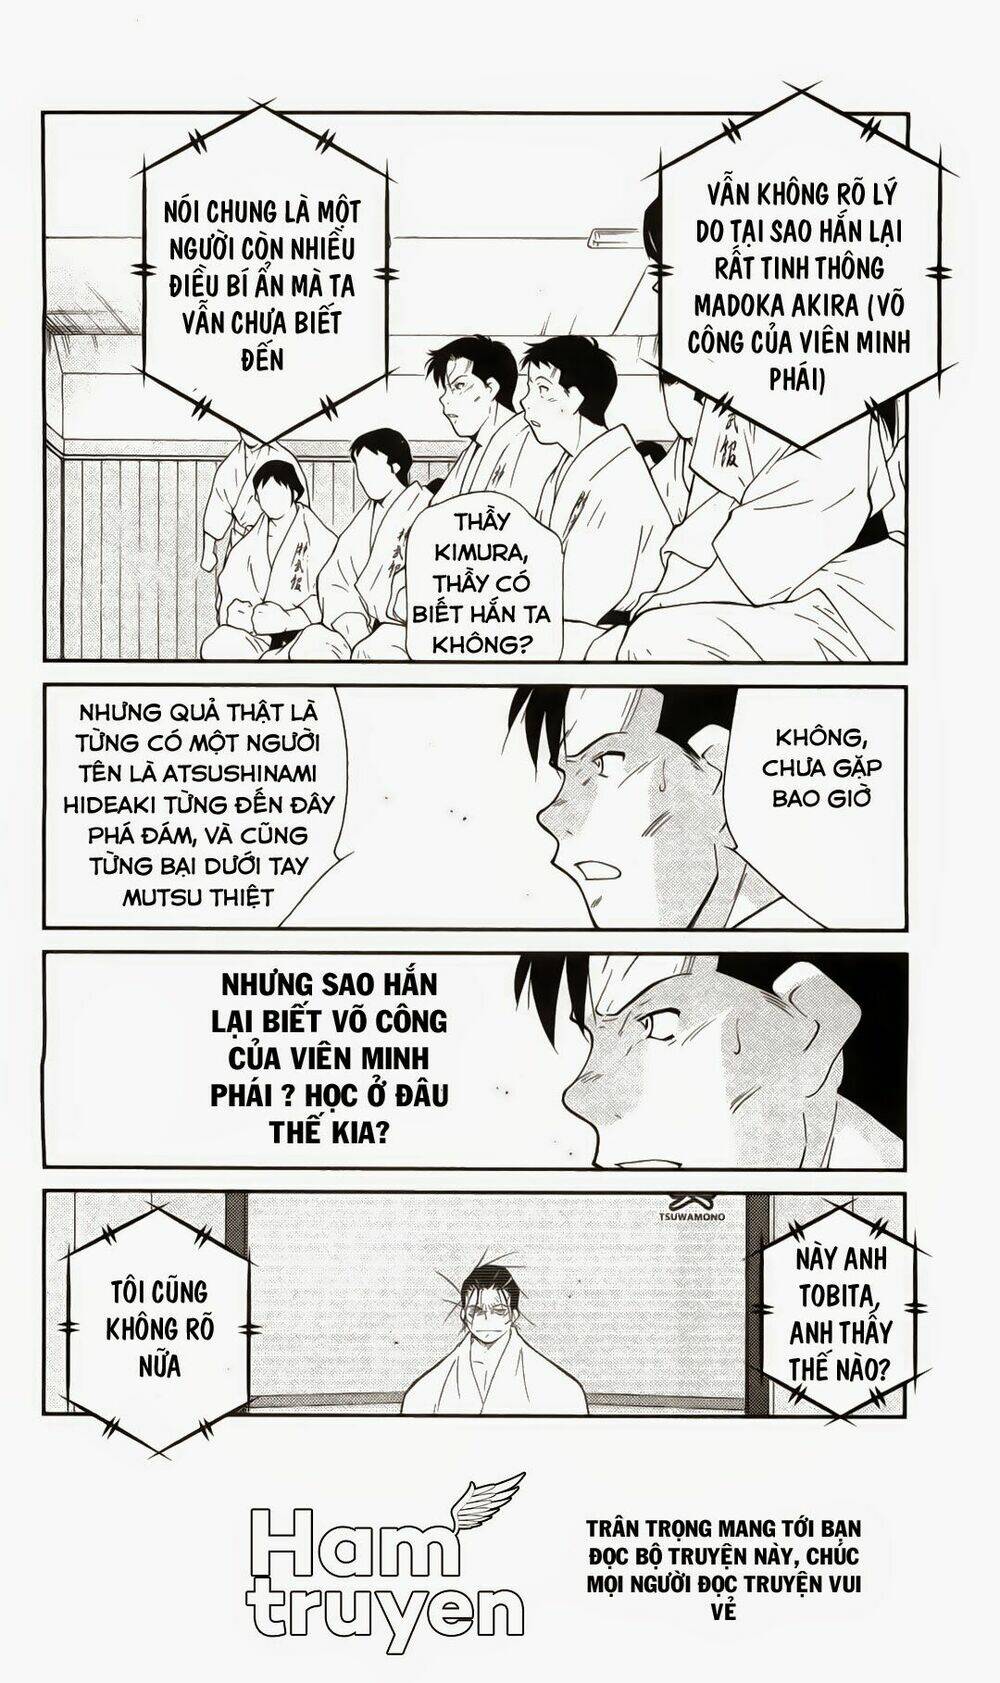 VẪN KHÔNG RÕ LÝ
DO TẠI SAO HẮN LẠI
RẤT TINH THÔNG
MADOKA AKIRA (VÕ
CÔNG CỦA VIÊN MINH
PHÁI)
NÓI CHUNG LÀ MỘT
NGƯỜI CÒN NHIỀU
ĐIỀU BÍ ẨN MÀ TA
VẪN CHƯA BIẾT
ĐẾN
THẦY
KIMURA,
THẦY CÓ
BIẾT HẮN TA
KHÔNG?
KHÔNG,
CHƯA GẶP
BAO GIỜ
NHƯNG QUẢ THẬT LÀ
TỪNG CÓ MỘT NGƯỜI
TÊN LÀ ATSUSHINAMI
HIDEAKI TỪNG ĐẾN ĐÂY
PHÁ ĐÁM, VÀ CŨNG
TỪNG BẠI DƯỚI TAY
MUTSU THIỆT
NHƯNG SAO HẮN
LẠI BIẾT VÕ CÔNG
CỦA VIÊN MINH
PHÁI ? HỌC Ở ĐÂU
THẾ KIA?
TSUWAMONO
NÀY ANH
TOBITA,
ANH THẤY
THẾ NÀO?
TÔI CŨNG
KHÔNG RÕ
NỮA
Ham
truyen
TRÂN TRỌNG MANG TỚI BẠN
ĐỌC BỘ TRUYỆN NÀY, CHÚC
MỌI NGƯỜI ĐỌC TRUYỆN VUI
VẺ